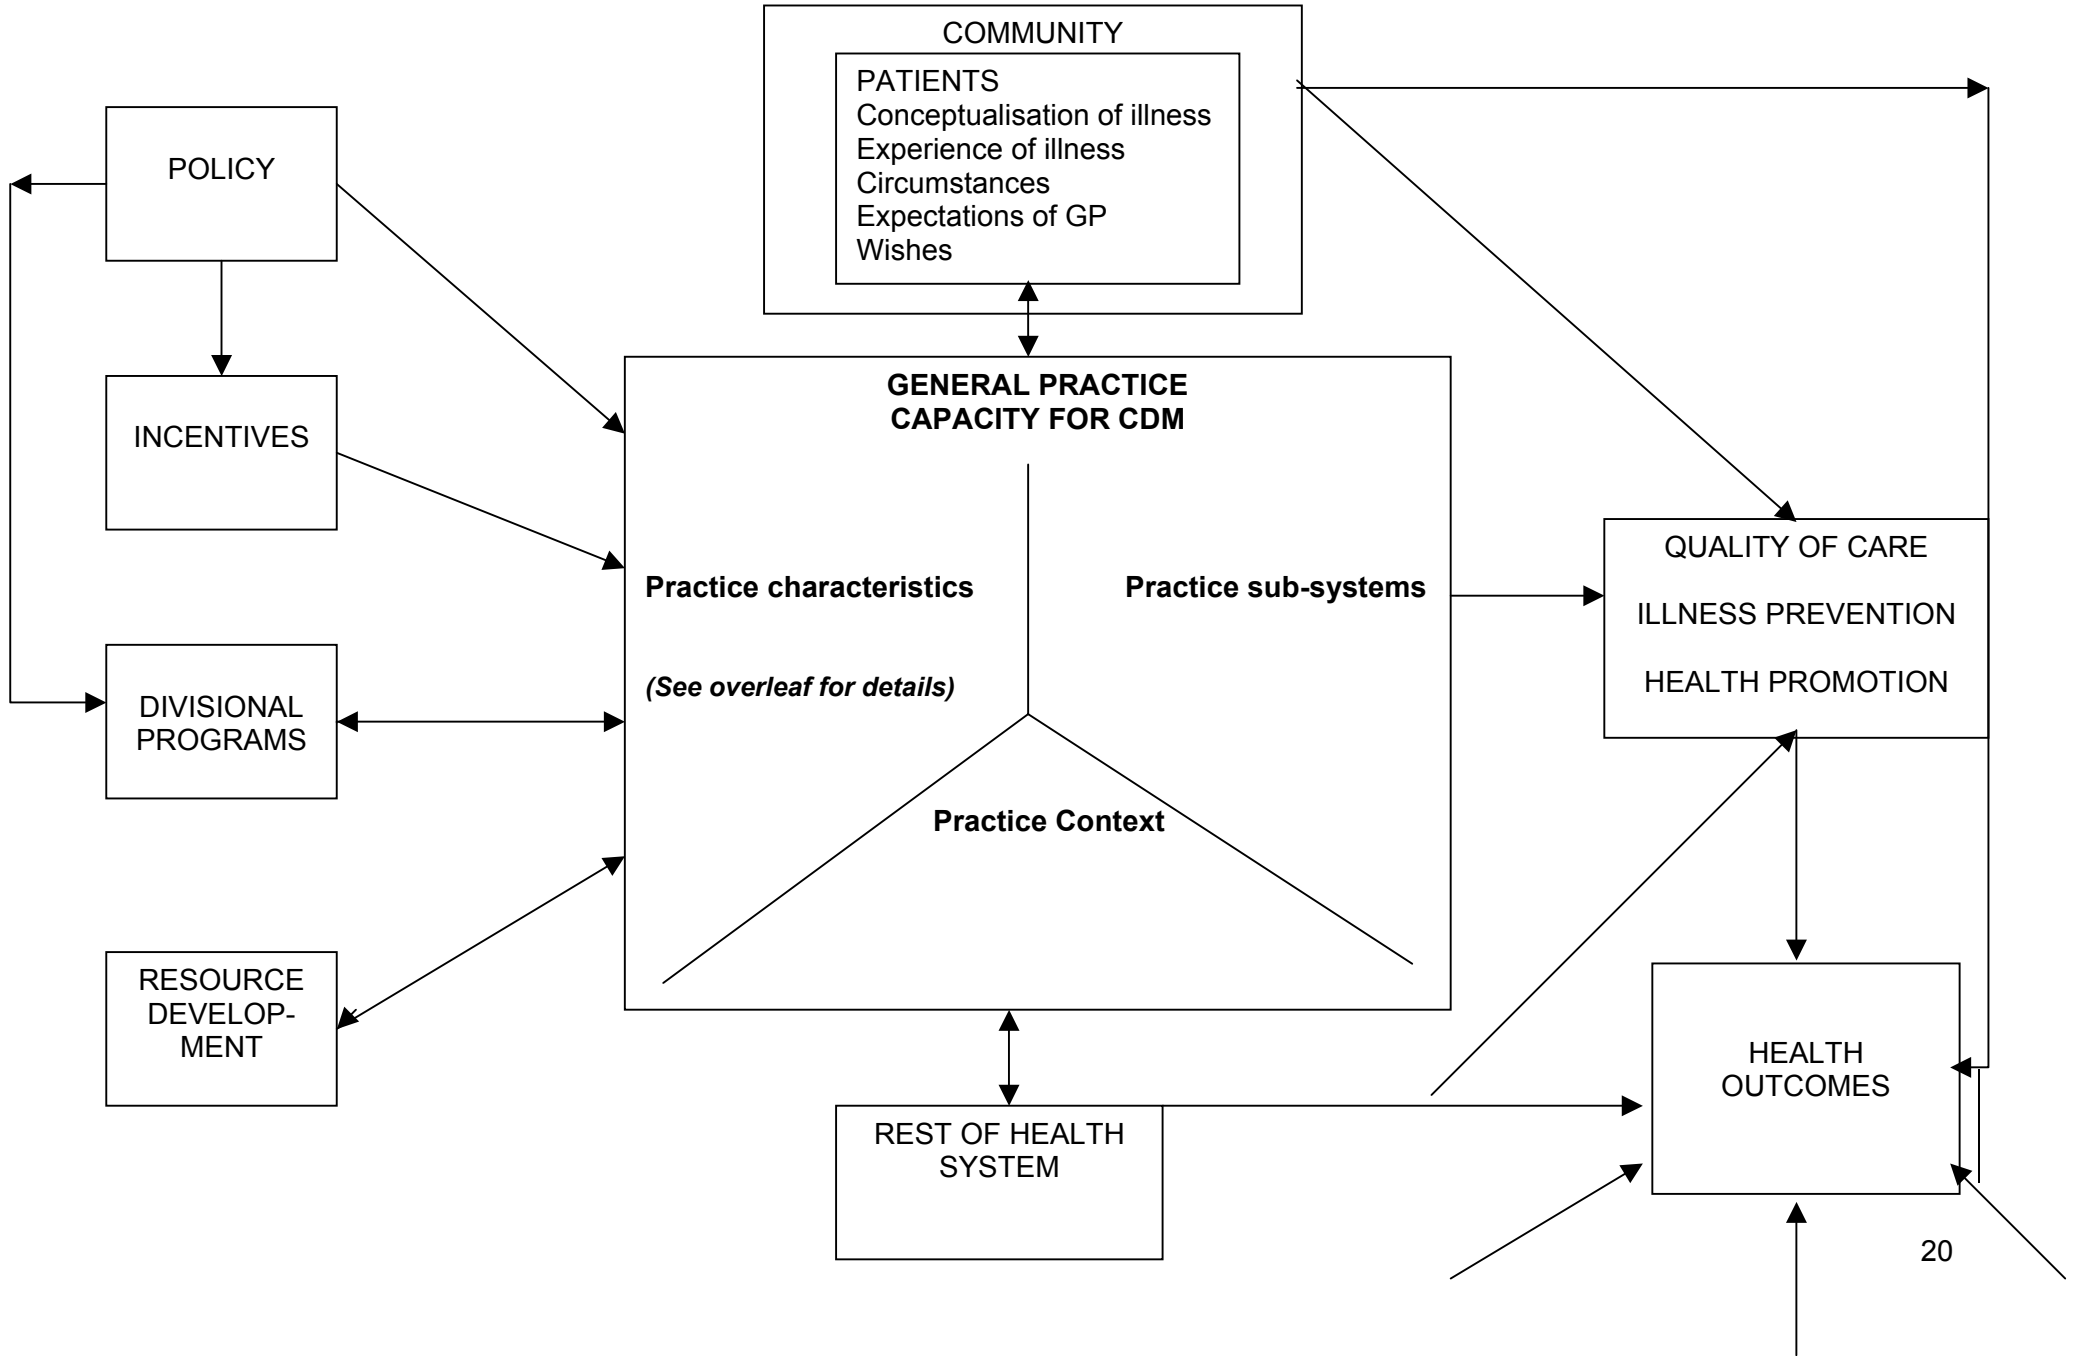 COMMUNITY
PATIENTS
Conceptualisation of illness
Experience of illness
Circumstances
Expectations of GP
Wishes
POLICY
INCENTIVES
DIVISIONAL
PROGRAMS
RESOURCE
DEVELOP-
MENT
GENERAL PRACTICE
CAPACITY FOR CDM
Practice characteristics
(See overleaf for details)
Practice sub-systems
Practice Context
REST OF HEALTH
SYSTEM
QUALITY OF CARE
ILLNESS PREVENTION
HEALTH PROMOTION
HEALTH
OUTCOMES
20